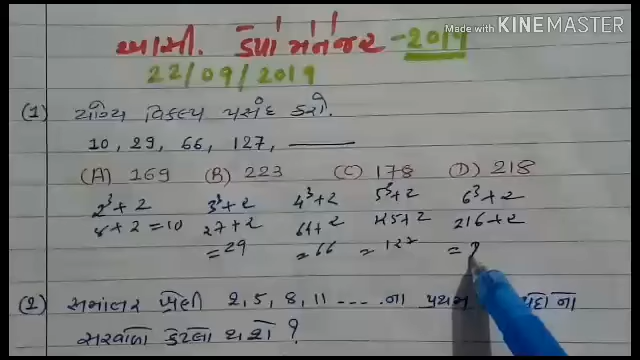 Made with KINEMASTER
આસી. મેનેજર - 2019
22/09/2019
(1) યોગ્ય વિકલ્પ પસંદ કરો.
10, 29, 66, 127, ______
(A) 169 (B) 223 (C) 178 (D) 218
2³+2 3³+2 4³+2 5³+2 6³+2
8+2=10 27+2 64+2 125+2 216+2
=29 =66 =127 =
(2) સમાંતર શ્રેણી 2, 5, 8, 11 .... ના પ્રથમ પદોના
સરવાળો કેટલો થશે ?